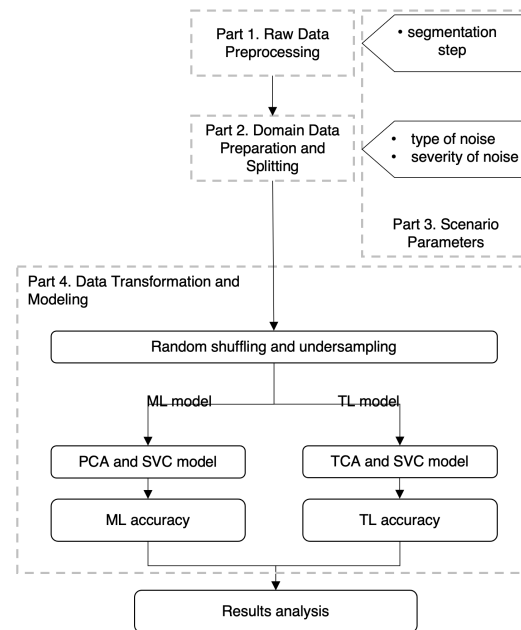 Part 1. Raw Data
Preprocessing
• segmentation
step
Part 2. Domain Data
Preparation and
Splitting
• type of noise
• severity of noise
Part 3. Scenario
Parameters
Part 4. Data Transformation and
Modeling
Random shuffling and undersampling
ML model
TL model
PCA and SVC model
TCA and SVC model
ML accuracy
TL accuracy
Results analysis